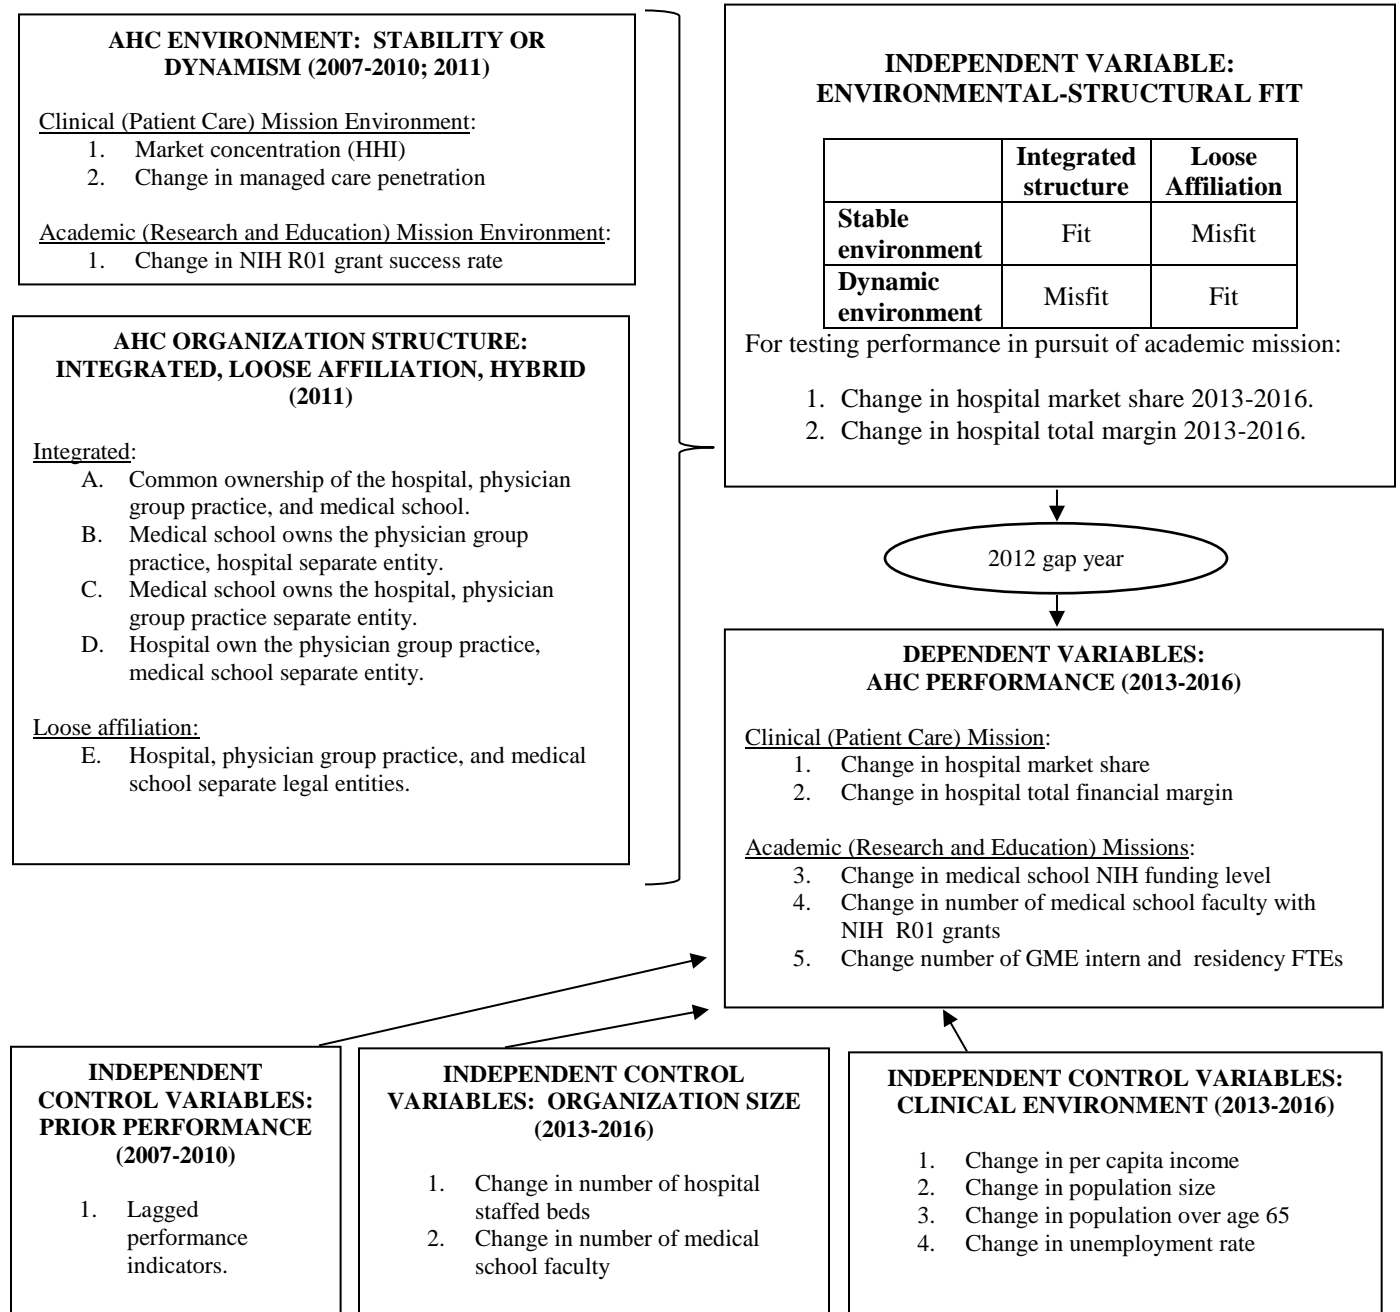 AHC ENVIRONMENT: STABILITY OR
DYNAMISM (2007-2010; 2011)
Clinical (Patient Care) Mission Environment:
1. Market concentration (HHI)
2. Change in managed care penetration
Academic (Research and Education) Mission Environment:
1. Change in NIH R01 grant success rate
AHC ORGANIZATION STRUCTURE:
INTEGRATED, LOOSE AFFILIATION, HYBRID
(2011)
Integrated:
A. Common ownership of the hospital, physician
group practice, and medical school.
B. Medical school owns the physician group
practice, hospital separate entity.
C. Medical school owns the hospital, physician
group practice separate entity.
D. Hospital own the physician group practice,
medical school separate entity.
Loose affiliation:
E. Hospital, physician group practice, and medical
school separate legal entities.
INDEPENDENT VARIABLE:
ENVIRONMENTAL-STRUCTURAL FIT
Integrated structure
Loose Affiliation
Stable environment
Fit
Misfit
Dynamic environment
Misfit
Fit
For testing performance in pursuit of academic mission:
1. Change in hospital market share 2013-2016.
2. Change in hospital total margin 2013-2016.
2012 gap year
DEPENDENT VARIABLES:
AHC PERFORMANCE (2013-2016)
Clinical (Patient Care) Mission:
1. Change in hospital market share
2. Change in hospital total financial margin
Academic (Research and Education) Missions:
3. Change in medical school NIH funding level
4. Change in number of medical school faculty with
NIH R01 grants
5. Change number of GME intern and residency FTEs
INDEPENDENT
CONTROL VARIABLES:
PRIOR PERFORMANCE
(2007-2010)
1. Lagged
performance
indicators.
INDEPENDENT CONTROL
VARIABLES: ORGANIZATION SIZE
(2013-2016)
1. Change in number of hospital
staffed beds
2. Change in number of medical
school faculty
INDEPENDENT CONTROL VARIABLES:
CLINICAL ENVIRONMENT (2013-2016)
1. Change in per capita income
2. Change in population size
3. Change in population over age 65
4. Change in unemployment rate